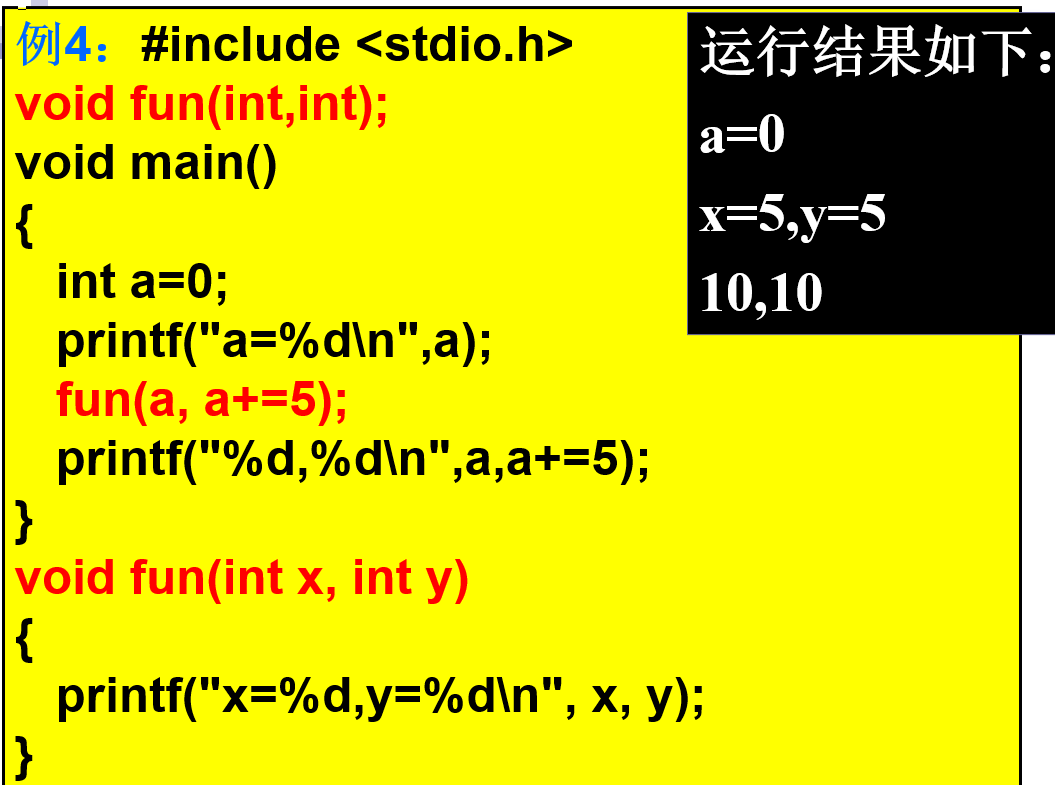 例4：#include <stdio.h>
void fun(int,int);
void main()
{
int a=0;
printf("a=%d\n",a);
fun(a, a+=5);
printf("%d,%d\n",a,a+=5);
}
void fun(int x, int y)
{
printf("x=%d,y=%d\n", x, y);
}
运行结果如下：
a=0
x=5,y=5
10,10